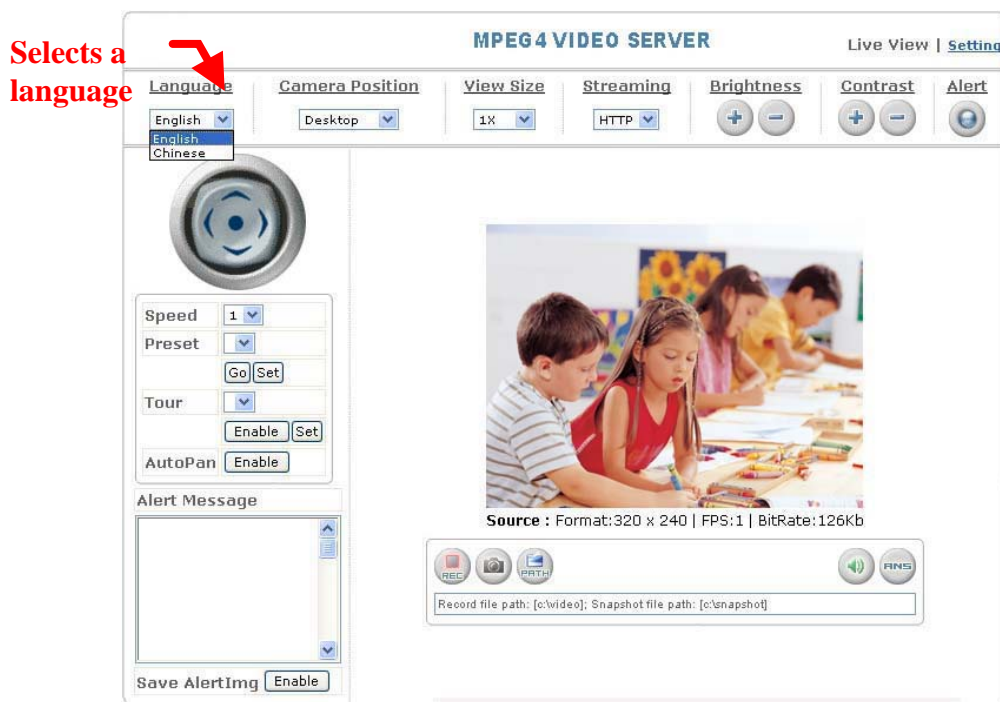 MPEG4 VIDEO SERVER
Live View | Setting
Selects a
language
Language Camera Position View Size Streaming Brightness Contrast Alert
English Desktop 1X HTTP
English
Chinese
Speed 1
Preset
Go Set
Tour
Enable Set
AutoPan Enable
Alert Message
Source : Format:320 x 240 | FPS:1 | BitRate:126Kb
REC PATH ANS
Record file path: [c:\video]; Snapshot file path: [c:\snapshot]
Save AlertImg Enable